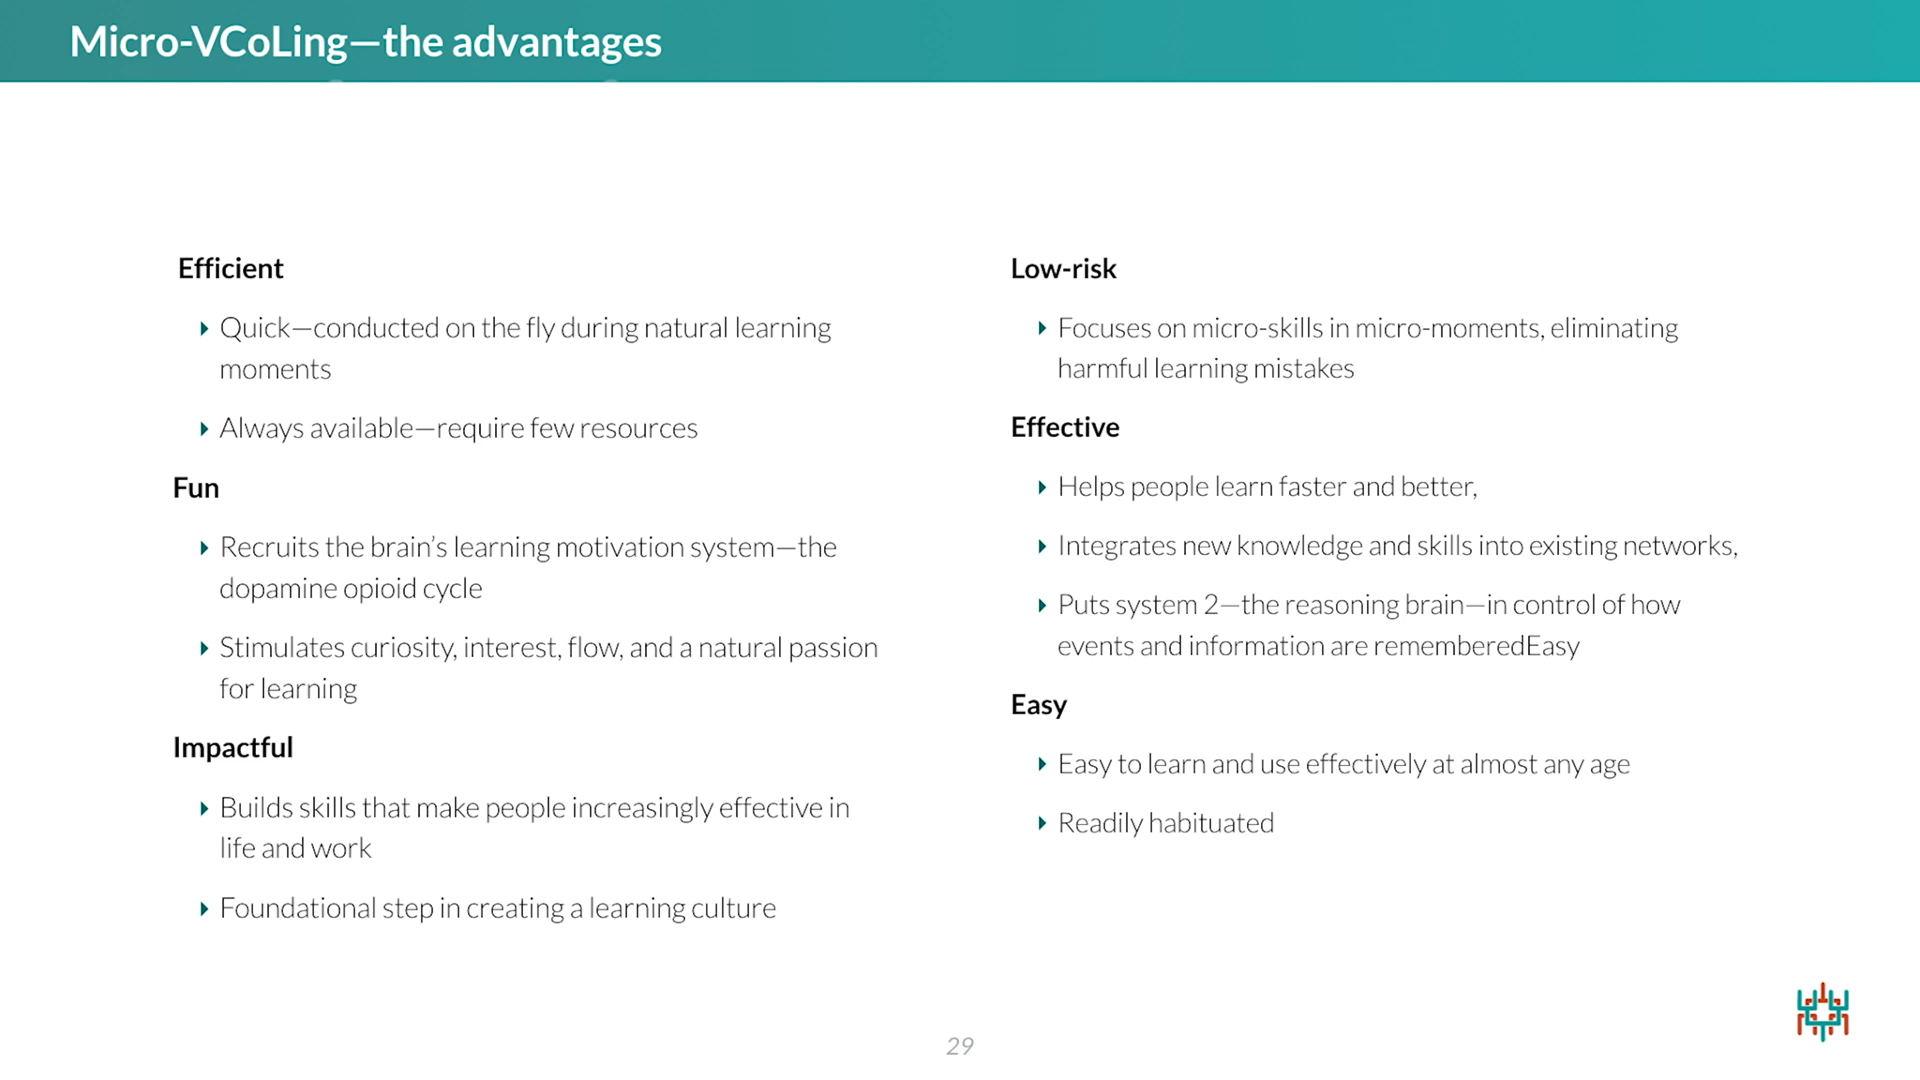 Micro-VCoLing—the advantages
Efficient
Quick—conducted on the fly during natural learning
moments
Always available—require few resources
Fun
Recruits the brain’s learning motivation system—the
dopamine opioid cycle
Stimulates curiosity, interest, flow, and a natural passion
for learning
Impactful
Builds skills that make people increasingly effective in
life and work
Foundational step in creating a learning culture
Low-risk
Focuses on micro-skills in micro-moments, eliminating
harmful learning mistakes
Effective
Helps people learn faster and better,
Integrates new knowledge and skills into existing networks,
Puts system 2—the reasoning brain—in control of how
events and information are rememberedEasy
Easy
Easy to learn and use effectively at almost any age
Readily habituated
29